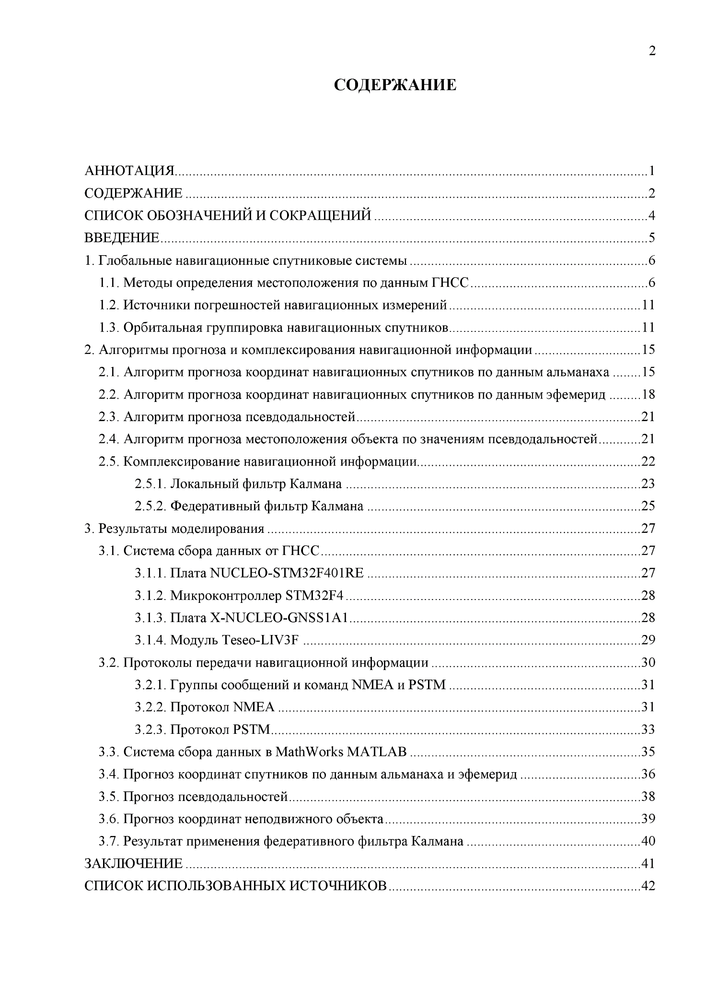 2
СОДЕРЖАНИЕ
АННОТАЦИЯ 1
СОДЕРЖАНИЕ 2
СПИСОК ОБОЗНАЧЕНИЙ И СОКРАЩЕНИЙ 4
ВВЕДЕНИЕ 5
1. Глобальные навигационные спутниковые системы 6
1.1. Методы определения местоположения по данным ГНСС 6
1.2. Источники погрешностей навигационных измерений 11
1.3. Орбитальная группировка навигационных спутников 11
2. Алгоритмы прогноза и комплексирования навигационной информации 15
2.1. Алгоритм прогноза координат навигационных спутников по данным альманаха 15
2.2. Алгоритм прогноза координат навигационных спутников по данным эфемерид 18
2.3. Алгоритм прогноза псевдодальностей 21
2.4. Алгоритм прогноза местоположения объекта по значениям псевдодальностей 21
2.5. Комплексирование навигационной информации 22
2.5.1. Локальный фильтр Калмана 23
2.5.2. Федеративный фильтр Калмана 25
3. Результаты моделирования 27
3.1. Система сбора данных от ГНСС 27
3.1.1. Плата NUCLEO-STM32F401RE 27
3.1.2. Микроконтроллер STM32F4 28
3.1.3. Плата X-NUCLEO-GNSS1A1 28
3.1.4. Модуль Teseo-LIV3F 29
3.2. Протоколы передачи навигационной информации 30
3.2.1. Группы сообщений и команд NMEA и PSTM 31
3.2.2. Протокол NMEA 31
3.2.3. Протокол PSTM 33
3.3. Система сбора данных в MathWorks MATLAB 35
3.4. Прогноз координат спутников по данным альманаха и эфемерид 36
3.5. Прогноз псевдодальностей 38
3.6. Прогноз координат неподвижного объекта 39
3.7. Результат применения федеративного фильтра Калмана 40
ЗАКЛЮЧЕНИЕ 41
СПИСОК ИСПОЛЬЗОВАННЫХ ИСТОЧНИКОВ 42